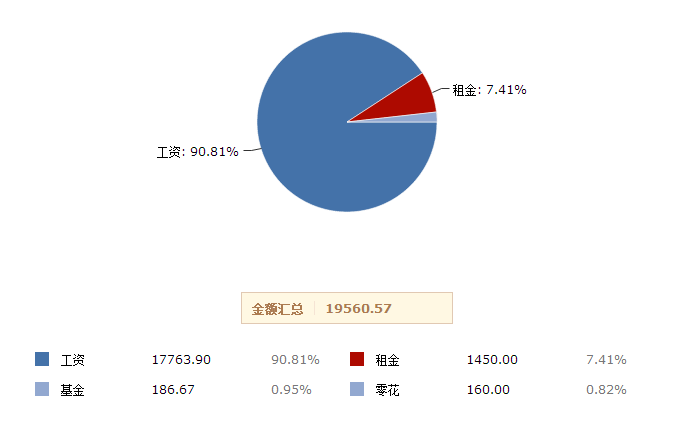 租金: 7.41%
工资: 90.81%
金额汇总 19560.57
工资 17763.90 90.81% 租金 1450.00 7.41%
基金 186.67 0.95% 零花 160.00 0.82%